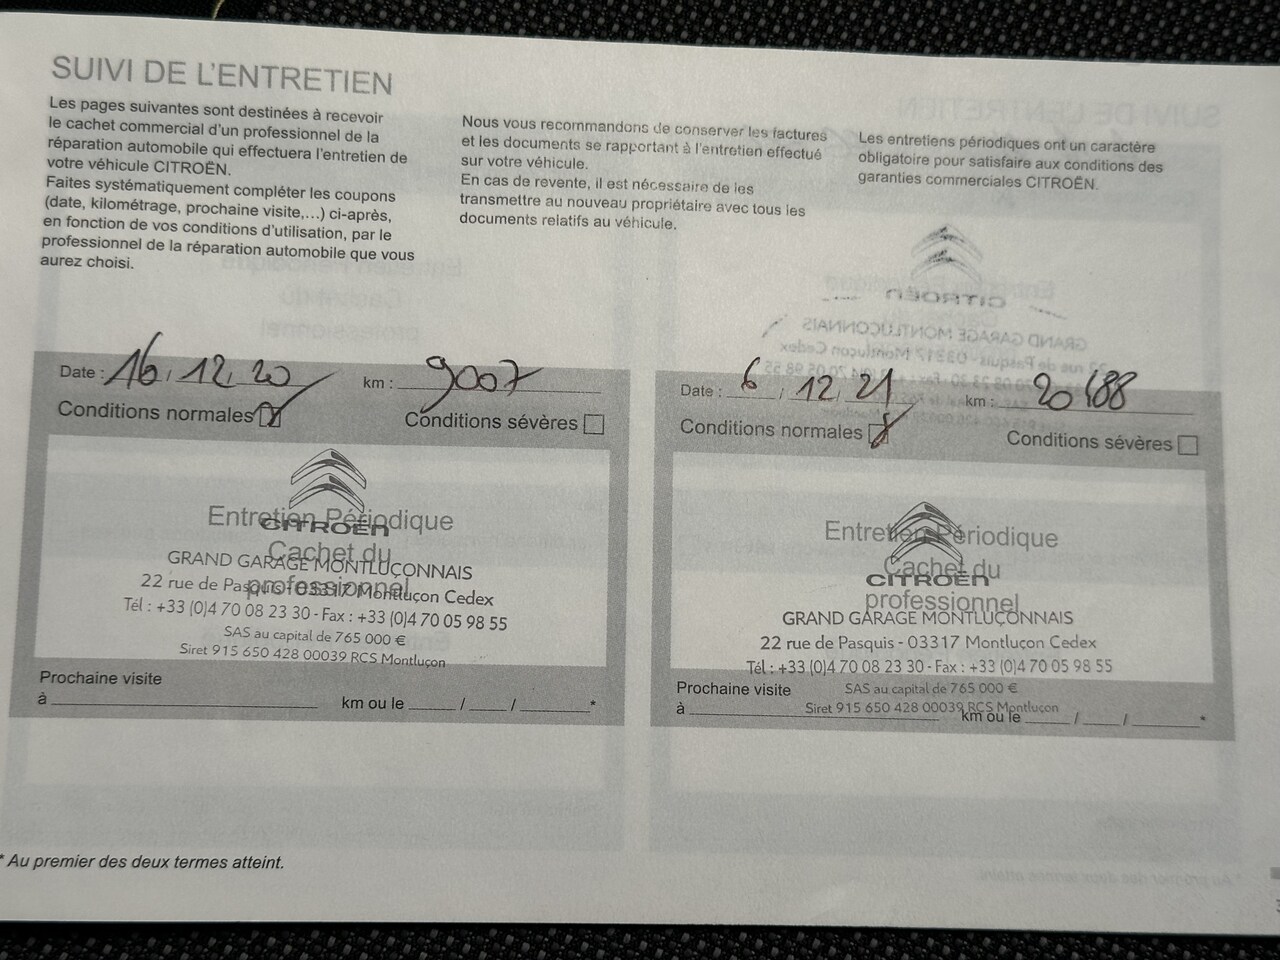 SUIVI DE L'ENTRETIEN
Les pages suivantes sont destinées à recevoir
le cachet commercial d'un professionnel de la
réparation automobile qui effectuera l'entretien de
votre véhicule CITROËN.
Faites systématiquement compléter les coupons
(date, kilométrage, prochaine visite,...) ci-après,
en fonction de vos conditions d'utilisation, par le
professionnel de la réparation automobile que vous
aurez choisi.
Nous vous recommandons de conserver les factures
et les documents se rapportant à l'entretien effectué
sur votre véhicule.
En cas de revente, il est nécessaire de les
transmettre au nouveau propriétaire avec tous les
documents relatifs au véhicule.
Les entretiens périodiques ont un caractère
obligatoire pour satisfaire aux conditions des
garanties commerciales CITROËN.
Date : 16, 12, 20 km : 9007
Conditions normales Conditions sévères
Entretien Périodique
CITROËN
Cachet du
GRAND GARAGE MONTLUÇONNAIS
professionnel
22 rue de Pasquis - 03317 Montluçon Cedex
Tél : +33 (0)4 70 08 23 30 - Fax : +33 (0)4 70 05 98 55
SAS au capital de 765 000 €
Siret 915 650 428 00039 RCS Montluçon
Prochaine visite
à km ou le / / *
Date : 6 / 12 / 21 km : 20188
Conditions normales Conditions sévères
Entretien Périodique
Cachet du
CITROËN
professionnel
GRAND GARAGE MONTLUÇONNAIS
22 rue de Pasquis - 03317 Montluçon Cedex
Tél : +33 (0)4 70 08 23 30 - Fax : +33 (0)4 70 05 98 55
SAS au capital de 765 000 €
Siret 915 650 428 00039 RCS Montluçon
Prochaine visite
à km ou le / / *
* Au premier des deux termes atteint.